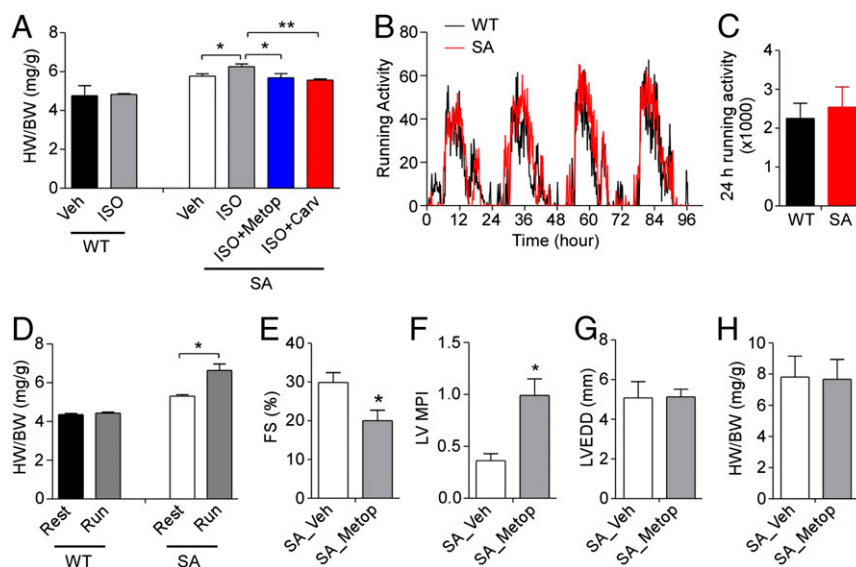 A
HW/BW (mg/g)
8
6
4
2
0
* * **
Veh ISO Veh ISO ISO+Metop ISO+Carv
WT SA
B
WT
SA
Running Activity
80
60
40
20
0
0 12 24 36 48 60 72 84 96
Time (hour)
C
24 h running activity
(x1000)
4
3
2
1
0
WT SA
D
HW/BW (mg/g)
8
6
4
2
0
*
Rest Run Rest Run
WT SA
E
FS (%)
40
30
20
10
0
*
SA_Veh SA_Metop
F
LV MPI
1.5
1.0
0.5
0.0
*
SA_Veh SA_Metop
G
LVEDD (mm)
8
6
4
2
0
SA_Veh SA_Metop
H
HW/BW (mg/g)
10
8
6
4
2
0
SA_Veh SA_Metop